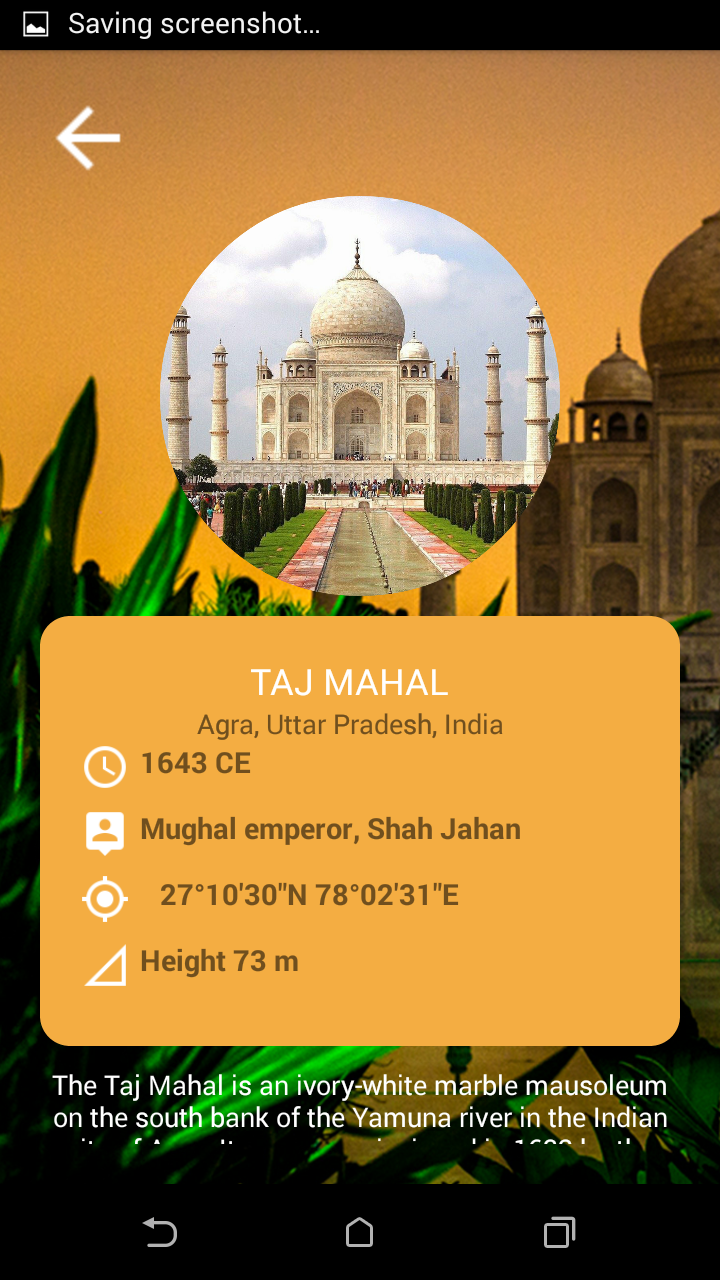 Saving screenshot...
TAJ MAHAL
Agra, Uttar Pradesh, India
1643 CE
Mughal emperor, Shah Jahan
27°10'30"N 78°02'31"E
Height 73 m
The Taj Mahal is an ivory-white marble mausoleum
on the south bank of the Yamuna river in the Indian